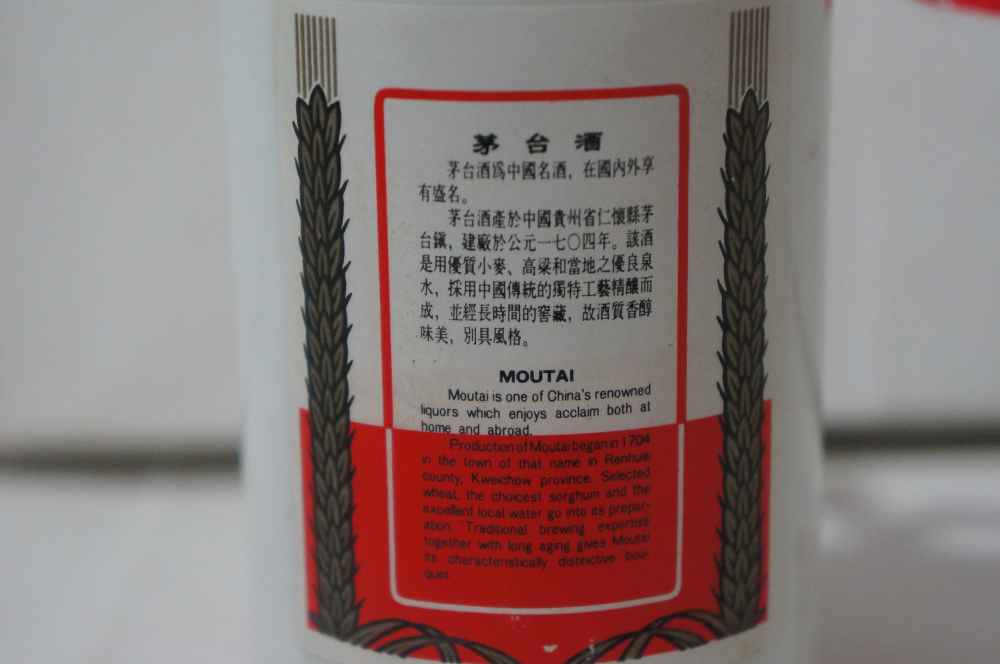 茅台酒
茅台酒爲中國名酒，在國內外享
有盛名。
茅台酒產於中國貴州省仁懷縣茅
台鎮，建廠於公元一七〇四年。該酒
是用優質小麥、高粱和當地之優良泉
水，採用中國傳統的獨特工藝精釀而
成，並經長時間的窖藏，故酒質香醇
味美，別具風格。
MOUTAI
Moutai is one of China's renowned
liquors which enjoys acclaim both at
home and abroad.
Production of Moutai began in 1704
in the town of that name in Renhuai
county, Kweichow province. Selected
wheat, the choicest sorghum and the
excellent local water go into its prepar-
ation. Traditional brewing expertise
together with long aging gives Moutai
its characteristically distinctive bou-
quet.